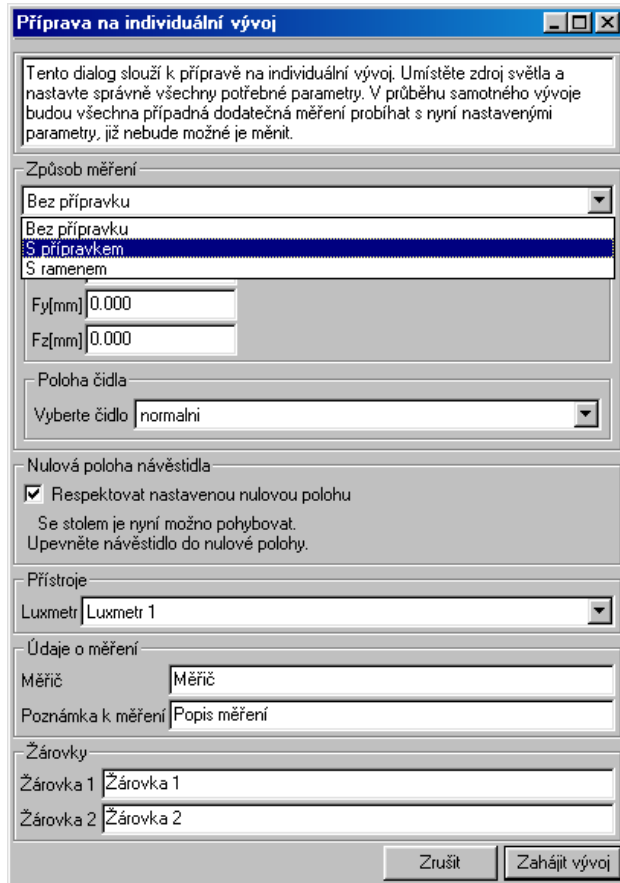 Příprava na individuální vývoj
Tento dialog slouží k přípravě na individuální vývoj. Umístěte zdroj světla a
nastavte správně všechny potřebné parametry. V průběhu samotného vývoje
budou všechna případná dodatečná měření probíhat s nyní nastavenými
parametry, již nebude možné je měnit.
Způsob měření
Bez přípravku
Bez přípravku
S přípravkem
S ramenem
Fy[mm] 0.000
Fz[mm] 0.000
Poloha čidla
Vyberte čidlo normalni
Nulová poloha návěstidla
Respektovat nastavenou nulovou polohu
Se stolem je nyní možno pohybovat.
Upevněte návěstidlo do nulové polohy.
Přístroje
Luxmetr Luxmetr 1
Údaje o měření
Měřič Měřič
Poznámka k měření Popis měření
Žárovky
Žárovka 1 Žárovka 1
Žárovka 2 Žárovka 2
Zrušit Zahájit vývoj